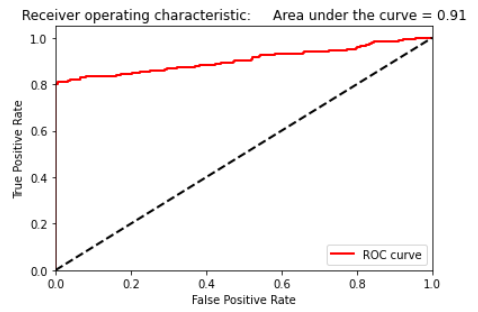 Receiver operating characteristic: Area under the curve = 0.91
1.0
0.8
0.6
0.4
0.2
0.0
True Positive Rate
ROC curve
0.0 0.2 0.4 0.6 0.8 1.0
False Positive Rate